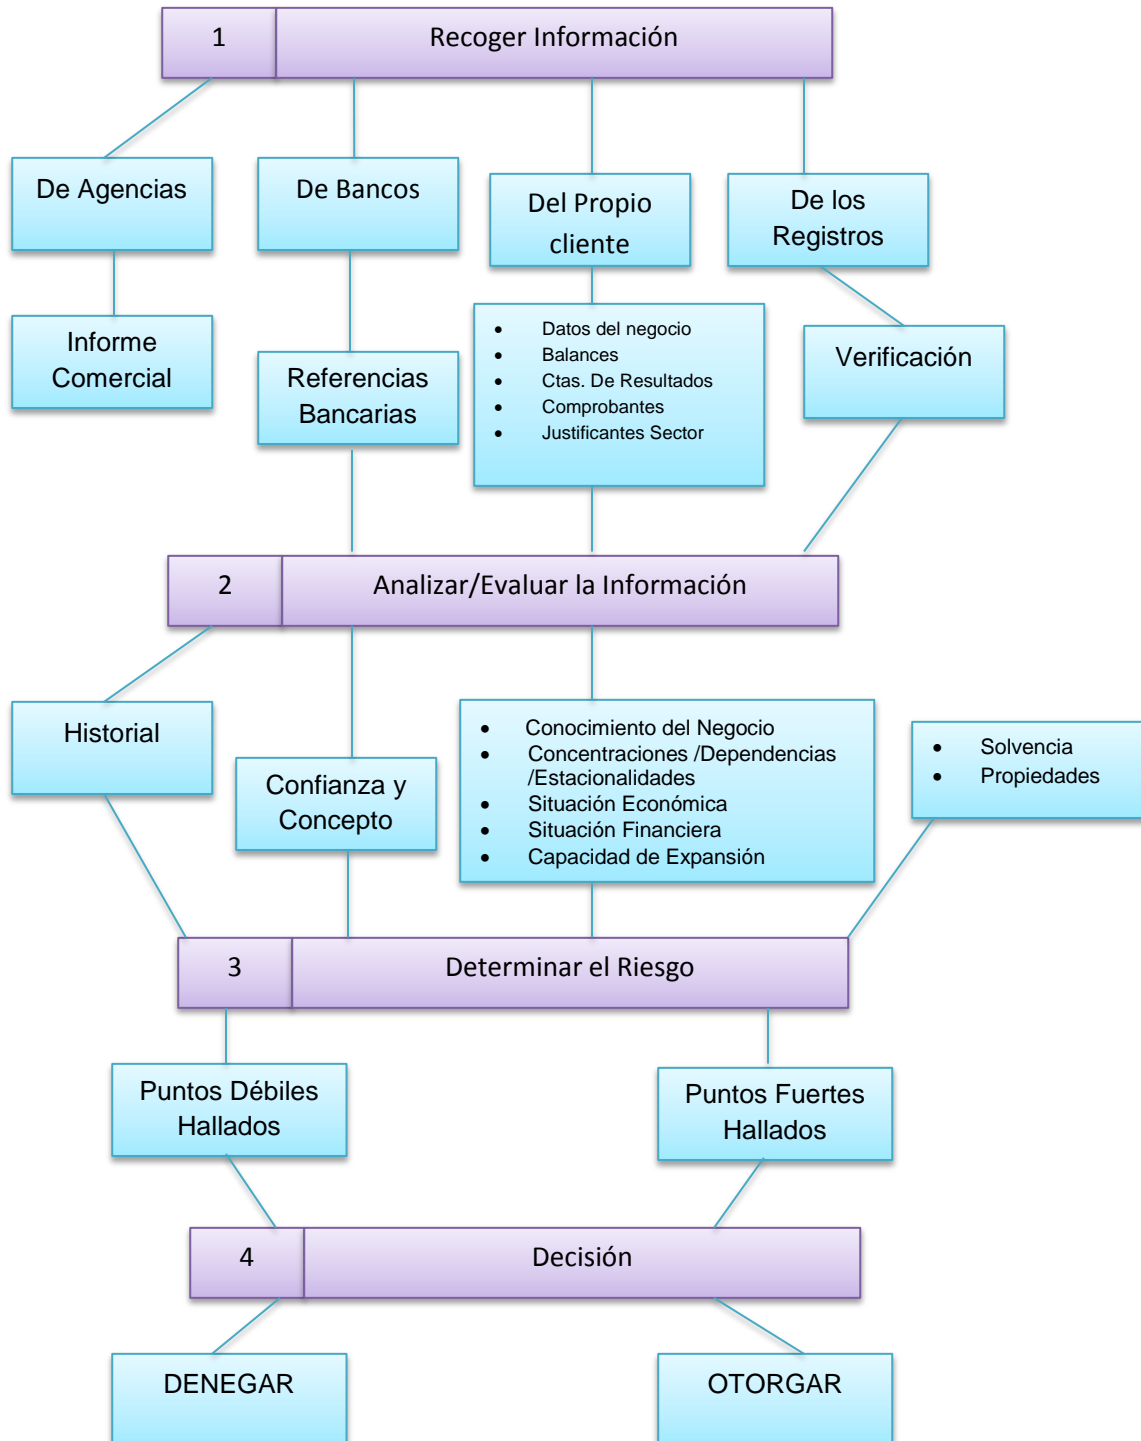 1 Recoger Información
De Agencias
De Bancos
Del Propio
cliente
De los
Registros
Informe
Comercial
Referencias
Bancarias
• Datos del negocio
• Balances
• Ctas. De Resultados
• Comprobantes
• Justificantes Sector
Verificación
2 Analizar/Evaluar la Información
Historial
Confianza y
Concepto
• Conocimiento del Negocio
• Concentraciones /Dependencias
/Estacionalidades
• Situación Económica
• Situación Financiera
• Capacidad de Expansión
• Solvencia
• Propiedades
3 Determinar el Riesgo
Puntos Débiles
Hallados
Puntos Fuertes
Hallados
4 Decisión
DENEGAR
OTORGAR